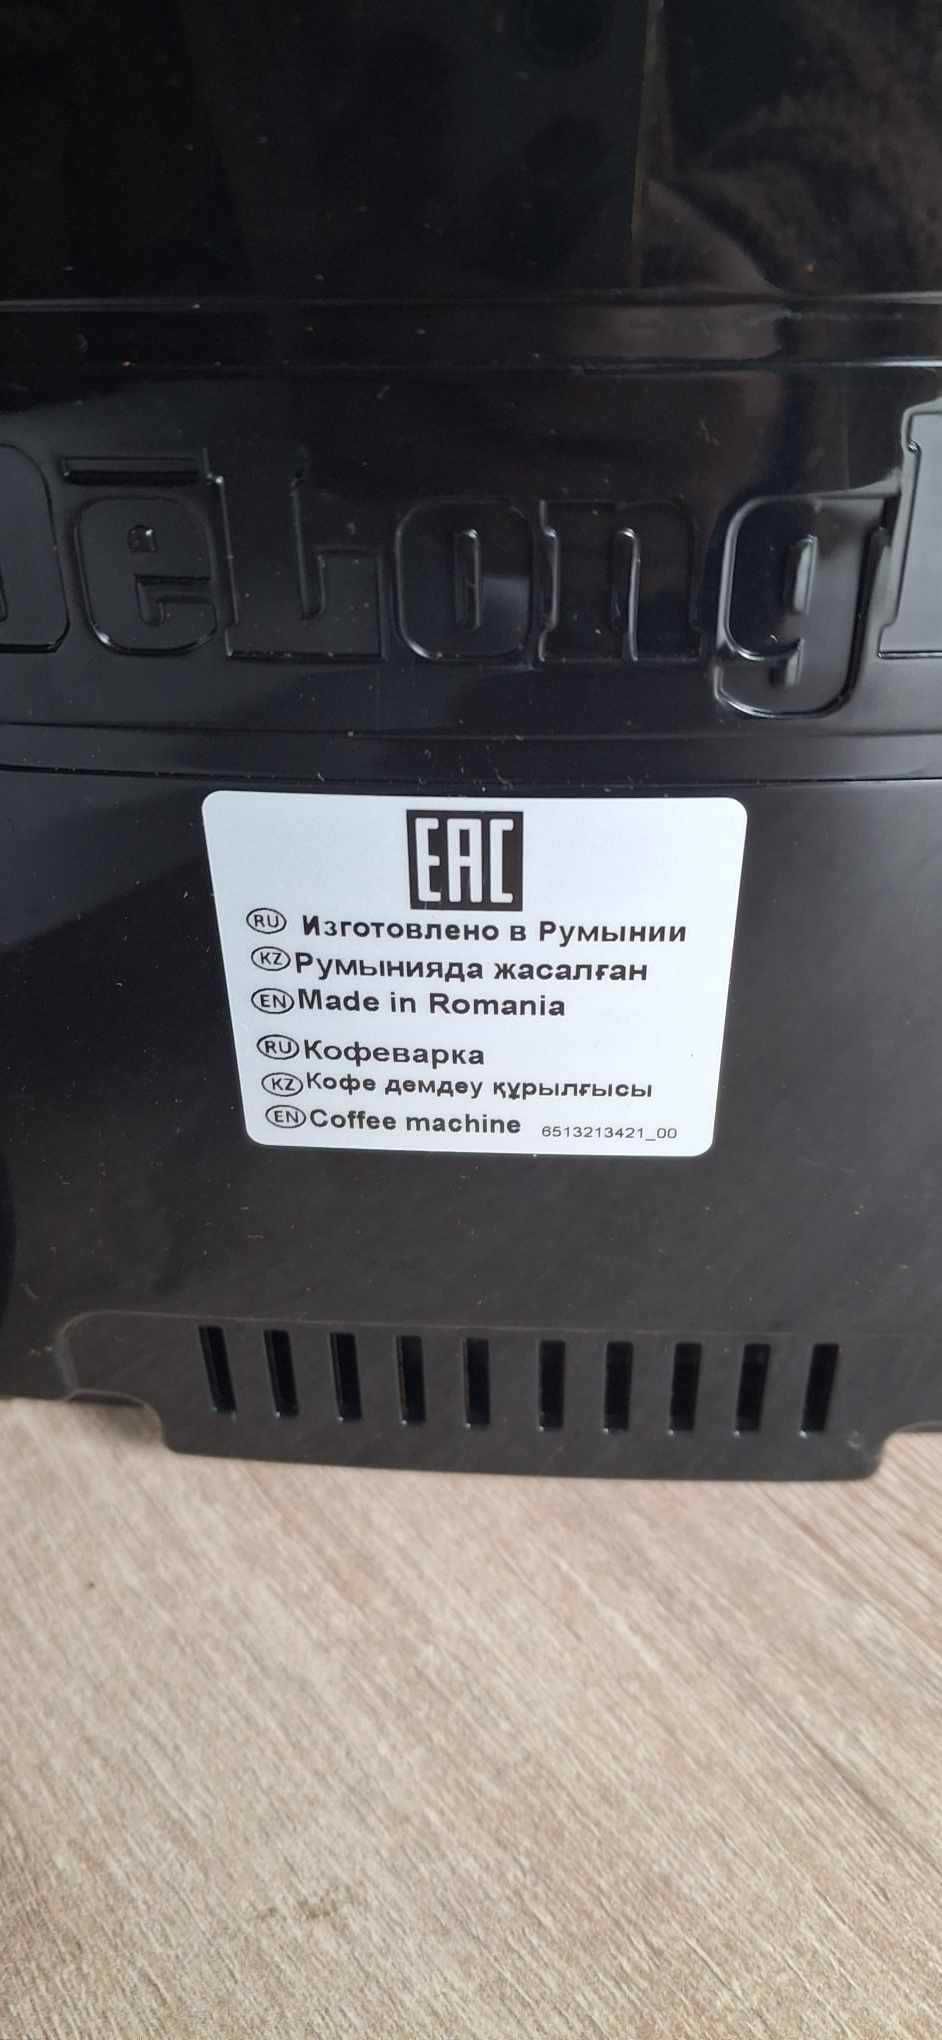 DeLongh
EAC
RU Изготовлено в Румынии
KZ Румынияда жасалған
EN Made in Romania
RU Кофеварка
KZ Кофе демдеу құрылғысы
EN Coffee machine 6513213421_00